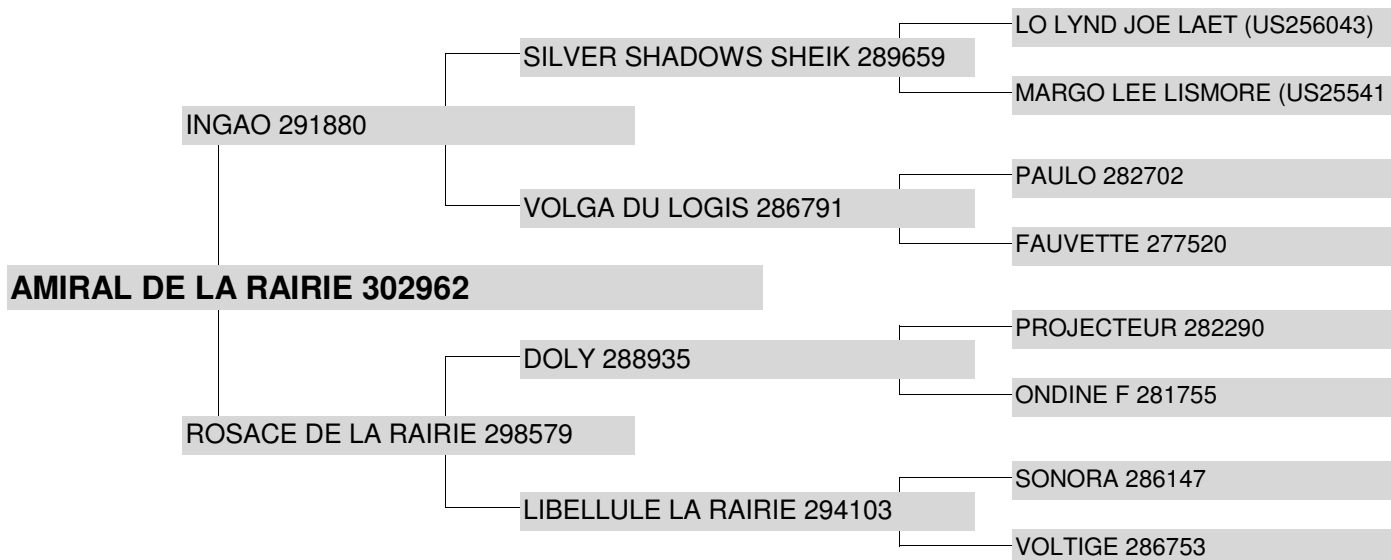 LO LYND JOE LAET (US256043)
SILVER SHADOWS SHEIK 289659
MARGO LEE LISMORE (US25541
INGAO 291880
PAULO 282702
VOLGA DU LOGIS 286791
FAUVETTE 277520
AMIRAL DE LA RAIRIE 302962
PROJECTEUR 282290
DOLY 288935
ONDINE F 281755
ROSACE DE LA RAIRIE 298579
SONORA 286147
LIBELLULE LA RAIRIE 294103
VOLTIGE 286753